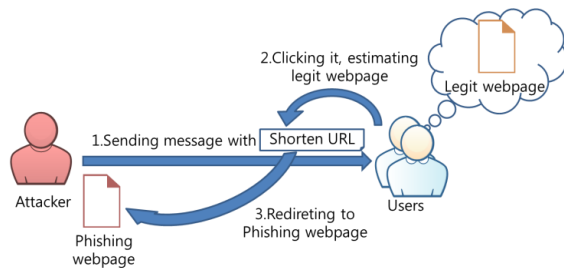 2.Clicking it, estimating
legit webpage
Legit webpage
1.Sending message with
Shorten URL
Attacker
Users
3.Redireting to
Phishing webpage
Phishing
webpage